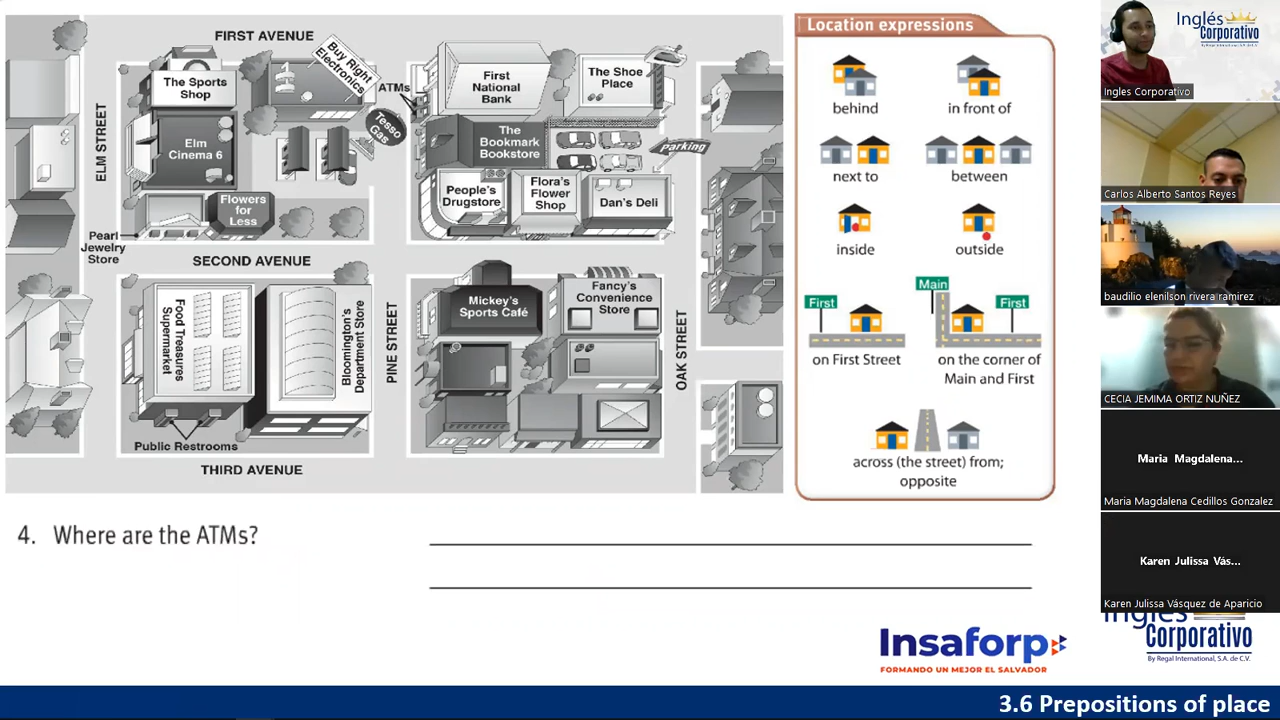 FIRST AVENUE
The Sports
Shop
Buy Right
Electronics
ATMs
First
National
Bank
The Shoe
Place
ELM STREET
Elm
Cinema 6
Tesso
Gas
The
Bookmark
Bookstore
parking
Flowers
for
Less
People's
Drugstore
Flora's
Flower
Shop
Dan's Deli
Pearl
Jewelry
Store
SECOND AVENUE
Food Treasures
Supermarket
Bloomington's
Department Store
PINE STREET
Mickey's
Sports Café
Fancy's
Convenience
Store
OAK STREET
Public Restrooms
THIRD AVENUE
Location expressions
behind
in front of
next to
between
inside
outside
First
Main
First
on First Street
on the corner of
Main and First
across (the street) from;
opposite
4. Where are the ATMs?
Insaforp
FORMANDO UN MEJOR EL SALVADOR
3.6 Prepositions of place
Inglés
Corporativo
By Regal International, S.A. de C.V.
Ingles Corporativo
Carlos Alberto Santos Reyes
baudilio elenilson rivera ramirez
CECIA JEMIMA ORTIZ NUÑEZ
Maria Magdalena...
Maria Magdalena Cedillos Gonzalez
Karen Julissa Vás...
Karen Julissa Vásquez de Aparicio
Inglés
Corporativo
By Regal International, S.A. de C.V.